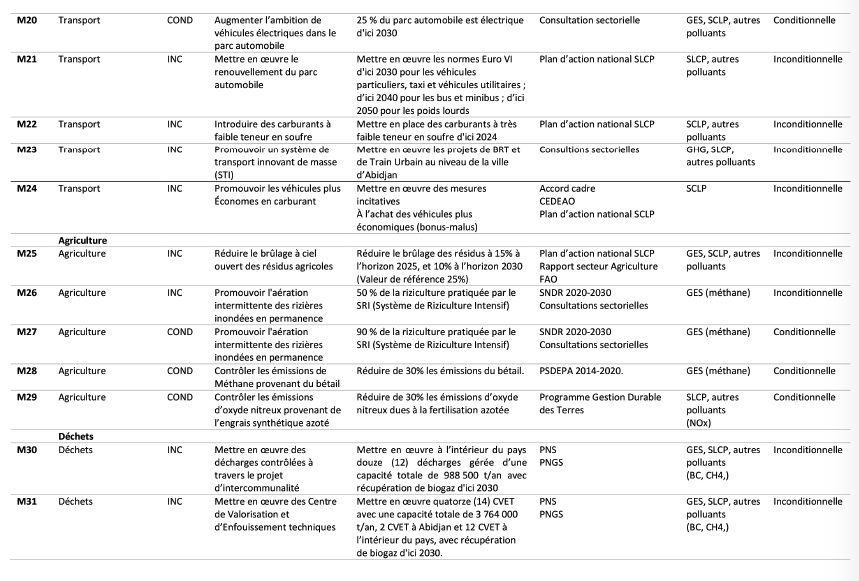 M20 Transport COND Augmenter l'ambition de 25 % du parc automobile est électrique Consultation sectorielle GES, SCLP, autres Conditionnelle
véhicules électriques dans le d'ici 2030 polluants
parc automobile
M21 Transport INC Mettre en œuvre le Mettre en œuvre les normes Euro VI Plan d'action national SLCP SLCP, autres Inconditionnelle
renouvellement du parc d'ici 2030 pour les véhicules polluants
automobile particuliers, taxi et véhicules utilitaires ;
d'ici 2040 pour les bus et minibus ; d'ici
2050 pour les poids lourds
M22 Transport INC Introduire des carburants à Mettre en place des carburants à très Plan d'action national SLCP SCLP, autres Inconditionnelle
faible teneur en soufre faible teneur en soufre d'ici 2024 polluants
M23 Transport INC Promouvoir un système de Mettre en œuvre les projets de BRT et Consultions sectorielles GHG, SLCP, Inconditionnelle
transport innovant de masse de Train Urbain au niveau de la ville autres polluants
(STI) d'Abidjan
M24 Transport INC Promouvoir les véhicules plus Mettre en œuvre des mesures Accord cadre SCLP Inconditionnelle
Économes en carburant incitatives CEDEAO
À l'achat des véhicules plus Plan d'action national SCLP
économiques (bonus-malus)
Agriculture
M25 Agriculture INC Réduire le brûlage à ciel Réduire le brûlage des résidus à 15% à Plan d'action national SLCP GES, SCLP, autres Inconditionnelle
ouvert des résidus agricoles l'horizon 2025, et 10% à l'horizon 2030 Rapport secteur Agriculture polluants
(Valeur de référence 25%) FAO
M26 Agriculture INC Promouvoir l'aération 50 % de la riziculture pratiquée par le SNDR 2020-2030 GES (méthane) Inconditionnelle
intermittente des rizières SRI (Système de Riziculture Intensif) Consultations sectorielles
inondées en permanence
M27 Agriculture COND Promouvoir l'aération 90 % de la riziculture pratiquée par le SNDR 2020-2030 GES (méthane) Conditionnelle
intermittente des rizières SRI (Système de Riziculture Intensif) Consultations sectorielles
inondées en permanence
M28 Agriculture COND Contrôler les émissions de Réduire de 30% les émissions du bétail. PSDEPA 2014-2020. GES (méthane) Conditionnelle
Méthane provenant du bétail
M29 Agriculture COND Contrôler les émissions Réduire de 30% les émissions d'oxyde Programme Gestion Durable SLCP, autres Conditionnelle
d'oxyde nitreux provenant de nitreux dues à la fertilisation azotée des Terres polluants
l'engrais synthétique azoté (NOx)
Déchets
M30 Déchets INC Mettre en œuvre des Mettre en œuvre à l'intérieur du pays PNS GES, SLCP, autres Inconditionnelle
décharges contrôlées à douze (12) décharges gérée d'une PNGS polluants
travers le projet capacité totale de 988 500 t/an avec (BC, CH4,)
d'intercommunalité récupération de biogaz d'ici 2030
M31 Déchets INC Mettre en œuvre des Centre Mettre en œuvre quatorze (14) CVET PNS GES, SLCP, autres Inconditionnelle
de Valorisation et avec une capacité totale de 3 764 000 PNGS polluants
d'Enfouissement techniques t/an, 2 CVET à Abidjan et 12 CVET à (BC, CH4,)
l'intérieur du pays, avec récupération
de biogaz d'ici 2030.